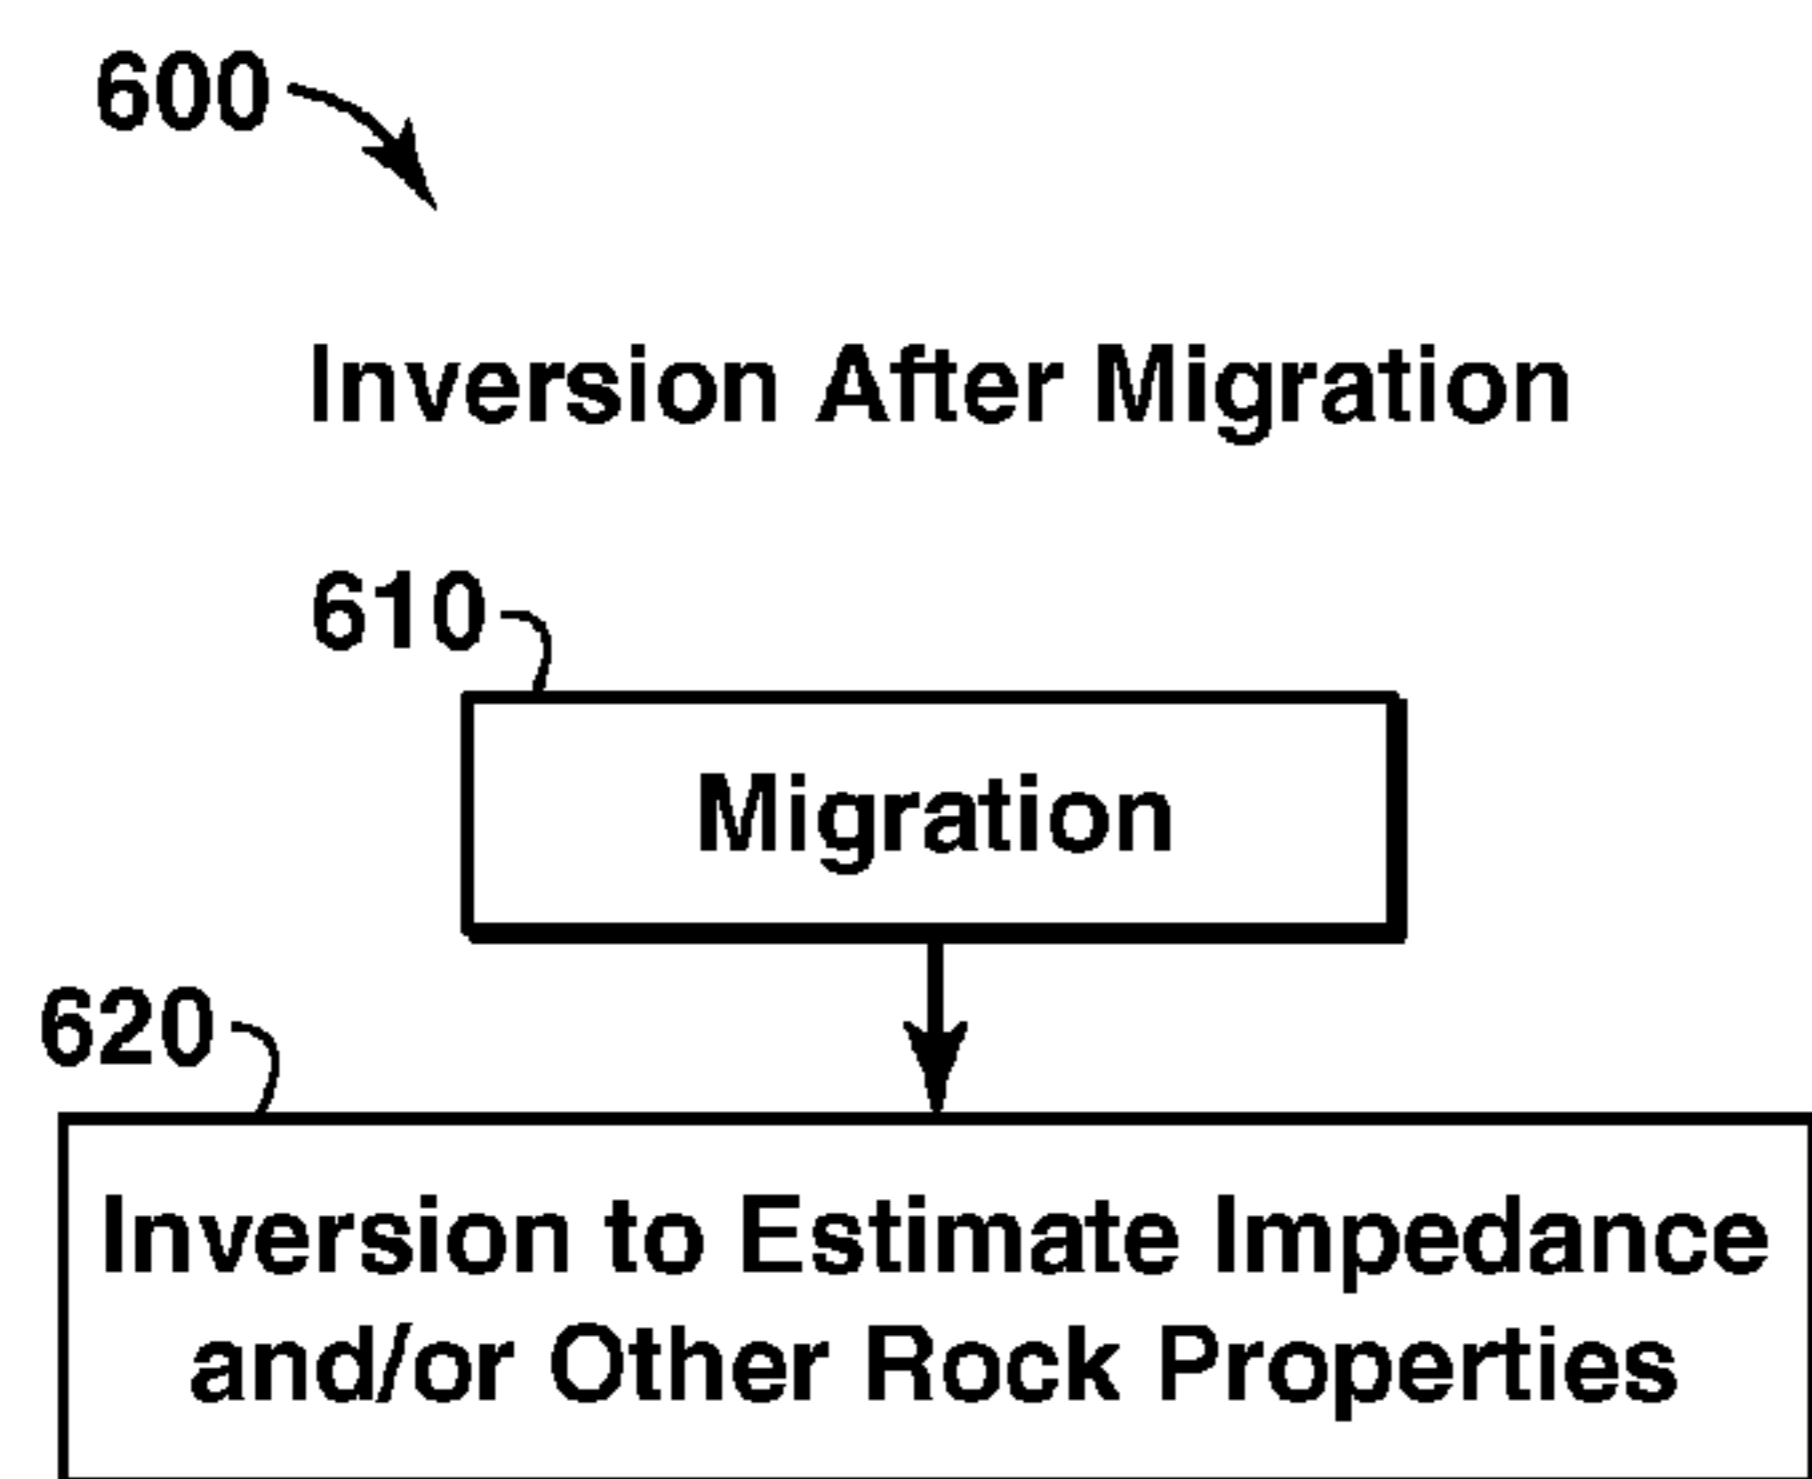 600
Inversion After Migration
610
Migration
620
Inversion to Estimate Impedance
and/or Other Rock Properties